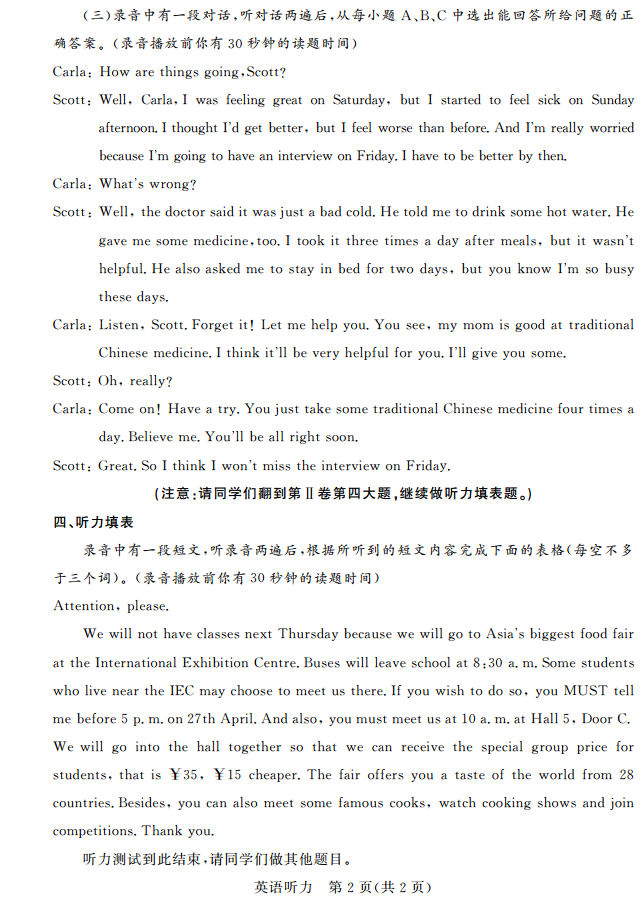 (三)录音中有一段对话,听对话两遍后,从每小题 A、B、C 中选出能回答所给问题的正
确答案。(录音播放前你有 30 秒钟的读题时间)
Carla: How are things going,Scott?
Scott: Well, Carla, I was feeling great on Saturday, but I started to feel sick on Sunday
afternoon. I thought I'd get better, but I feel worse than before. And I'm really worried
because I'm going to have an interview on Friday. I have to be better by then.
Carla: What's wrong?
Scott: Well, the doctor said it was just a bad cold. He told me to drink some hot water. He
gave me some medicine,too. I took it three times a day after meals, but it wasn't
helpful. He also asked me to stay in bed for two days, but you know I'm so busy
these days.
Carla: Listen, Scott. Forget it! Let me help you. You see, my mom is good at traditional
Chinese medicine. I think it'll be very helpful for you. I'll give you some.
Scott: Oh, really?
Carla: Come on! Have a try. You just take some traditional Chinese medicine four times a
day. Believe me. You'll be all right soon.
Scott: Great. So I think I won't miss the interview on Friday.
(注意:请同学们翻到第Ⅱ卷第四大题,继续做听力填表题。)
四、听力填表
录音中有一段短文,听录音两遍后,根据所听到的短文内容完成下面的表格(每空不多
于三个词)。(录音播放前你有 30 秒钟的读题时间)
Attention, please.
We will not have classes next Thursday because we will go to Asia's biggest food fair
at the International Exhibition Centre. Buses will leave school at 8:30 a. m. Some students
who live near the IEC may choose to meet us there. If you wish to do so, you MUST tell
me before 5 p. m. on 27th April. And also, you must meet us at 10 a. m. at Hall 5, Door C.
We will go into the hall together so that we can receive the special group price for
students, that is ¥35, ¥15 cheaper. The fair offers you a taste of the world from 28
countries. Besides, you can also meet some famous cooks, watch cooking shows and join
competitions. Thank you.
听力测试到此结束,请同学们做其他题目。
英语听力 第 2 页(共 2 页)